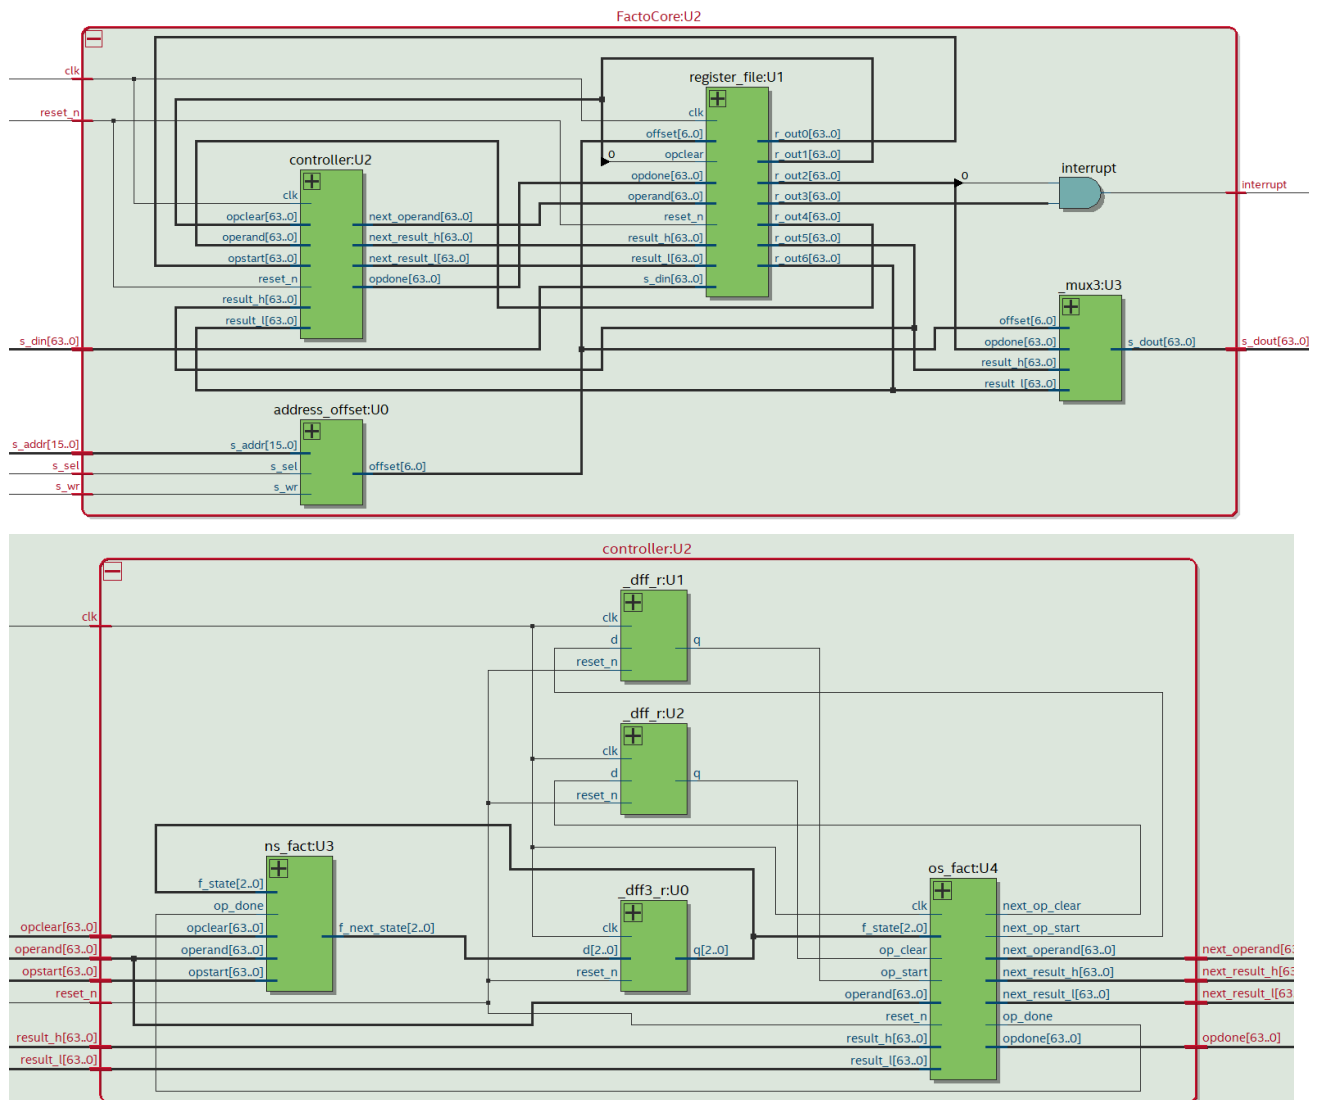 FactoCore:U2
clk
reset_n
s_din[63..0]
s_addr[15..0]
s_sel
s_wr
controller:U2
clk
opclear[63..0]
operand[63..0]
opstart[63..0]
reset_n
result_h[63..0]
result_l[63..0]
next_operand[63..0]
next_result_h[63..0]
next_result_l[63..0]
opdone[63..0]
address_offset:U0
s_addr[15..0]
s_sel
s_wr
offset[6..0]
register_file:U1
clk
offset[6..0]
0
opclear
opdone[63..0]
operand[63..0]
reset_n
result_h[63..0]
result_l[63..0]
s_din[63..0]
r_out0[63..0]
r_out1[63..0]
r_out2[63..0]
r_out3[63..0]
r_out4[63..0]
r_out5[63..0]
r_out6[63..0]
0
interrupt
interrupt
_mux3:U3
offset[6..0]
opdone[63..0]
result_h[63..0]
result_l[63..0]
s_dout[63..0]
s_dout[63..0]
controller:U2
clk
opclear[63..0]
operand[63..0]
opstart[63..0]
reset_n
result_h[63..0]
result_l[63..0]
_dff_r:U1
clk
d
reset_n
q
_dff_r:U2
clk
d
reset_n
q
ns_fact:U3
f_state[2..0]
op_done
opclear[63..0]
operand[63..0]
opstart[63..0]
f_next_state[2..0]
_dff3_r:U0
clk
d[2..0]
reset_n
q[2..0]
os_fact:U4
clk
f_state[2..0]
op_clear
op_start
operand[63..0]
reset_n
result_h[63..0]
result_l[63..0]
next_op_clear
next_op_start
next_operand[63..0]
next_result_h[63..0]
next_result_l[63..0]
op_done
opdone[63..0]
next_operand[63
next_result_h[63
next_result_l[63
opdone[63..0]